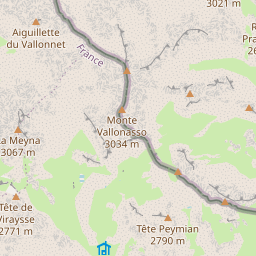 3021 m
Aiguillette
du Vallonnet
France
Monte
Vallonasso
3034 m
La Meyna
3067 m
Tête de
Viraysse
2771 m
Tête Peymian
2790 m